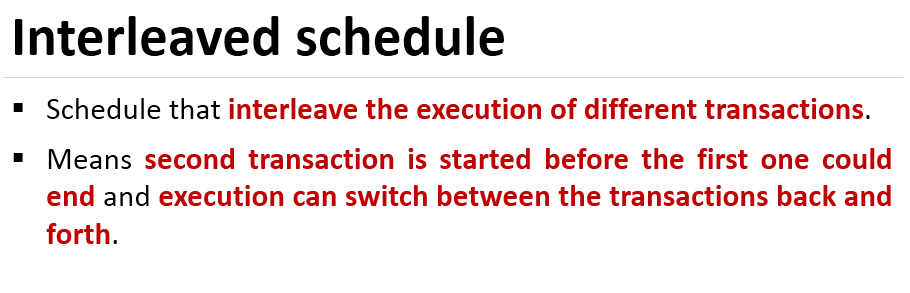 Interleaved schedule
▪ Schedule that interleave the execution of different transactions.
▪ Means second transaction is started before the first one could
end and execution can switch between the transactions back and
forth.